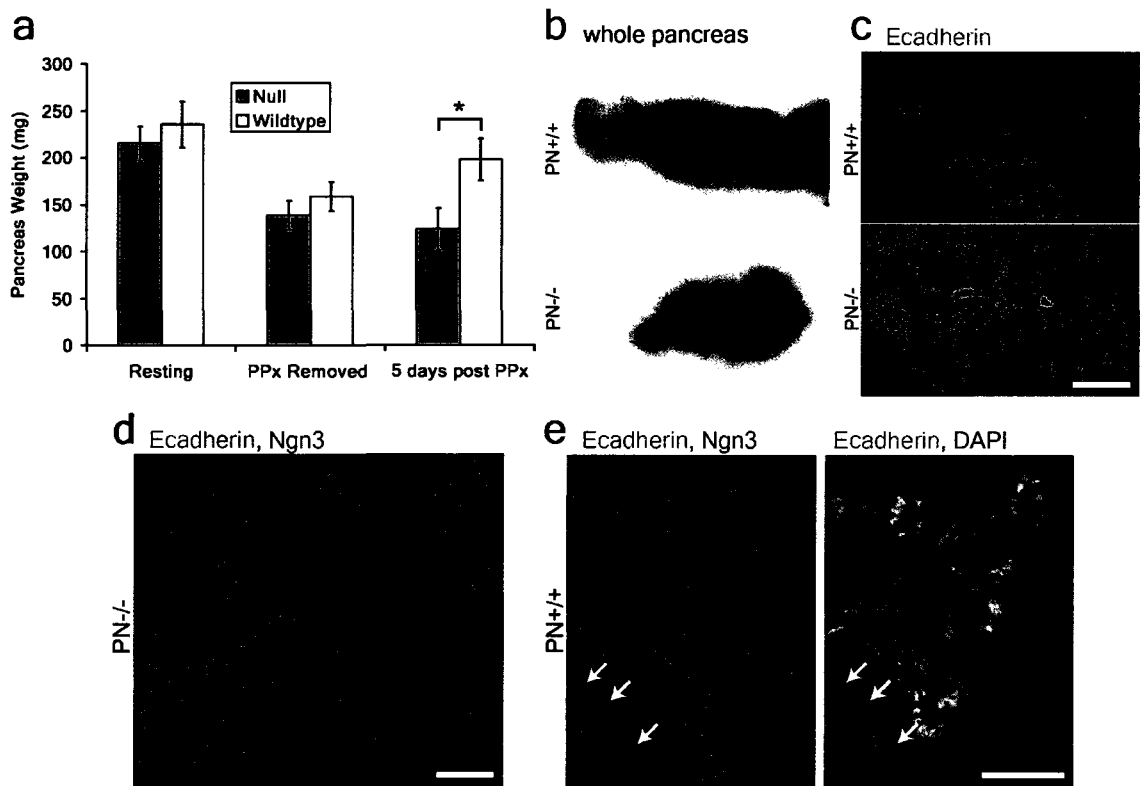 a
300
250
200
150
100
50
0
Pancreas Weight (mg)
Null
Wildtype
*
Resting
PPx Removed
5 days post PPx
b whole pancreas
PN+/+
PN-/-
c Ecadherin
PN+/+
PN-/-
d Ecadherin, Ngn3
PN-/-
e Ecadherin, Ngn3
Ecadherin, DAPI
PN+/+